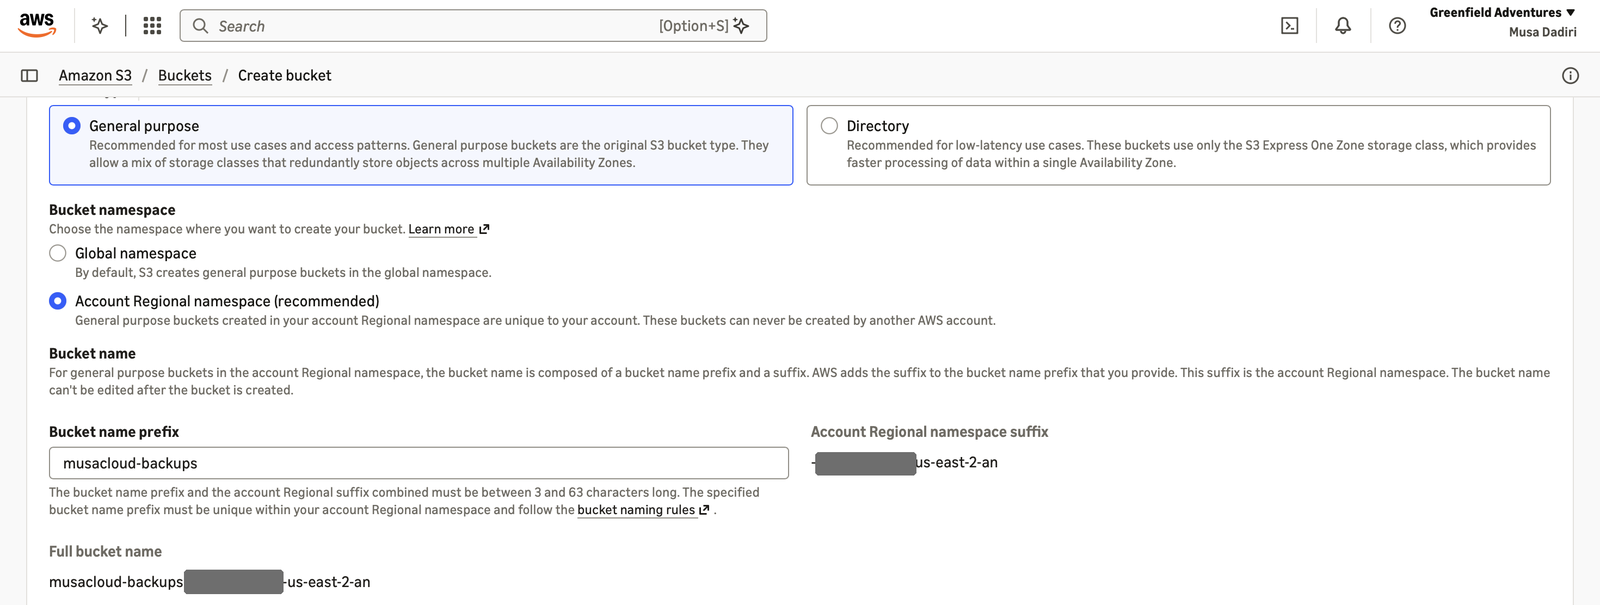 aws
Search
[Option+S]
Greenfield Adventures
Musa Dadiri
Amazon S3 / Buckets / Create bucket
General purpose
Recommended for most use cases and access patterns. General purpose buckets are the original S3 bucket type. They
allow a mix of storage classes that redundantly store objects across multiple Availability Zones.
Directory
Recommended for low-latency use cases. These buckets use only the S3 Express One Zone storage class, which provides
faster processing of data within a single Availability Zone.
Bucket namespace
Choose the namespace where you want to create your bucket. Learn more
Global namespace
By default, S3 creates general purpose buckets in the global namespace.
Account Regional namespace (recommended)
General purpose buckets created in your account Regional namespace are unique to your account. These buckets can never be created by another AWS account.
Bucket name
For general purpose buckets in the account Regional namespace, the bucket name is composed of a bucket name prefix and a suffix. AWS adds the suffix to the bucket name prefix that you provide. This suffix is the account Regional namespace. The bucket name
can't be edited after the bucket is created.
Bucket name prefix
musacloud-backups
The bucket name prefix and the account Regional suffix combined must be between 3 and 63 characters long. The specified
bucket name prefix must be unique within your account Regional namespace and follow the bucket naming rules .
Account Regional namespace suffix
- us-east-2-an
Full bucket name
musacloud-backups -us-east-2-an